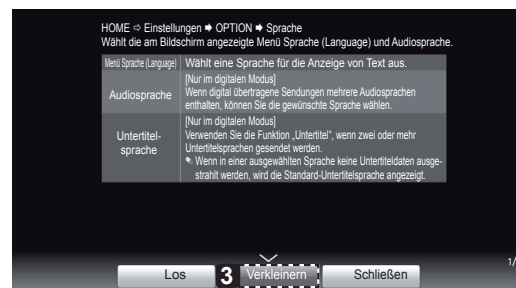 HOME ⇨ Einstellungen ➡ OPTION ➡ Sprache
Wählt die am Bildschirm angezeigte Menü Sprache (Language) und Audiosprache.
Menü Sprache (Language) Wählt eine Sprache für die Anzeige von Text aus.
Audiosprache
[Nur im digitalen Modus]
Wenn digital übertragene Sendungen mehrere Audiosprachen
enthalten, können Sie die gewünschte Sprache wählen.
Untertitel-
sprache
[Nur im digitalen Modus]
Verwenden Sie die Funktion „Untertitel", wenn zwei oder mehr
Untertitelsprachen gesendet werden.
Wenn in einer ausgewählten Sprache keine Untertiteldaten ausge-
strahlt werden, wird die Standard-Untertitelsprache angezeigt.
1/
Los 3 Verkleinern Schließen